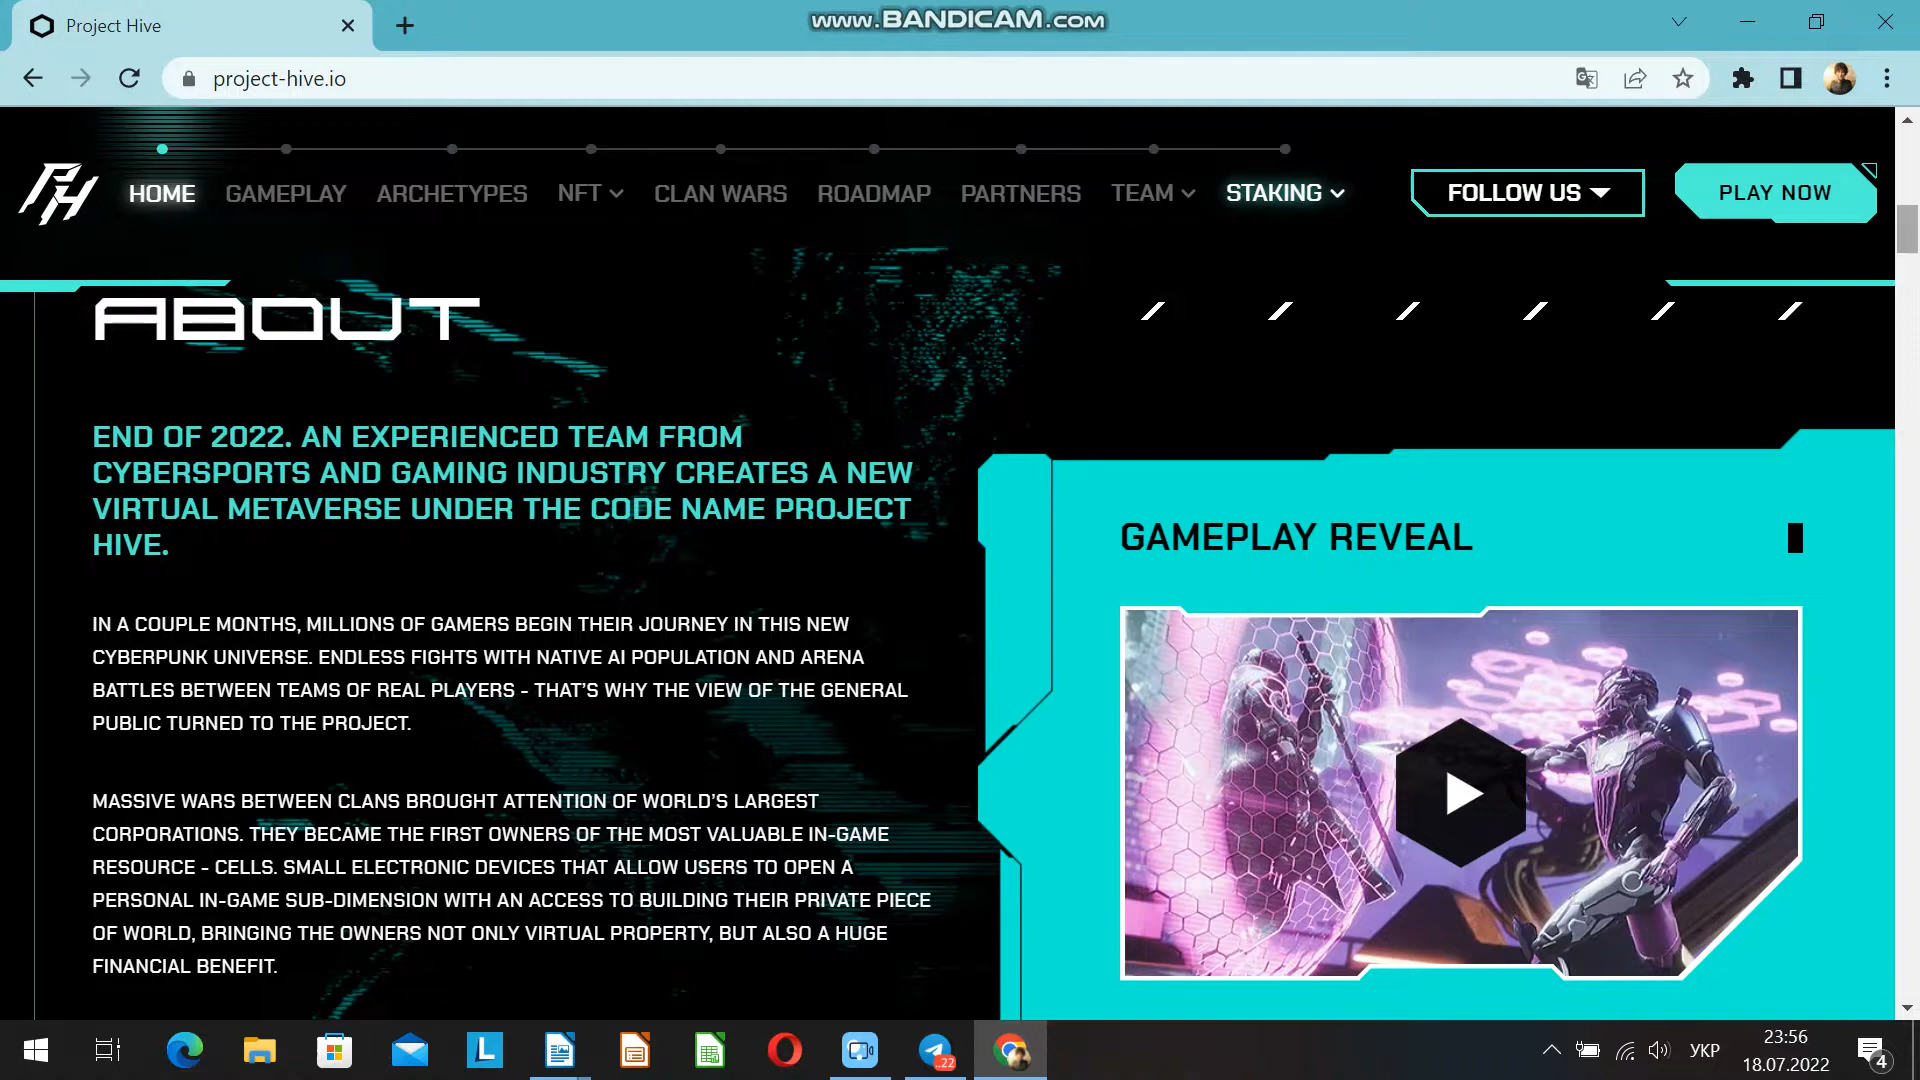 Project Hive
www.BANDICAM.com
project-hive.io
HOME
GAMEPLAY
ARCHETYPES
NFT
CLAN WARS
ROADMAP
PARTNERS
TEAM
STAKING
FOLLOW US
PLAY NOW
ABOUT
END OF 2022. AN EXPERIENCED TEAM FROM
CYBERSPORTS AND GAMING INDUSTRY CREATES A NEW
VIRTUAL METAVERSE UNDER THE CODE NAME PROJECT
HIVE.
IN A COUPLE MONTHS, MILLIONS OF GAMERS BEGIN THEIR JOURNEY IN THIS NEW
CYBERPUNK UNIVERSE. ENDLESS FIGHTS WITH NATIVE AI POPULATION AND ARENA
BATTLES BETWEEN TEAMS OF REAL PLAYERS - THAT'S WHY THE VIEW OF THE GENERAL
PUBLIC TURNED TO THE PROJECT.
MASSIVE WARS BETWEEN CLANS BROUGHT ATTENTION OF WORLD'S LARGEST
CORPORATIONS. THEY BECAME THE FIRST OWNERS OF THE MOST VALUABLE IN-GAME
RESOURCE - CELLS. SMALL ELECTRONIC DEVICES THAT ALLOW USERS TO OPEN A
PERSONAL IN-GAME SUB-DIMENSION WITH AN ACCESS TO BUILDING THEIR PRIVATE PIECE
OF WORLD, BRINGING THE OWNERS NOT ONLY VIRTUAL PROPERTY, BUT ALSO A HUGE
FINANCIAL BENEFIT.
GAMEPLAY REVEAL
L
..22
УКР
23:56
18.07.2022
4